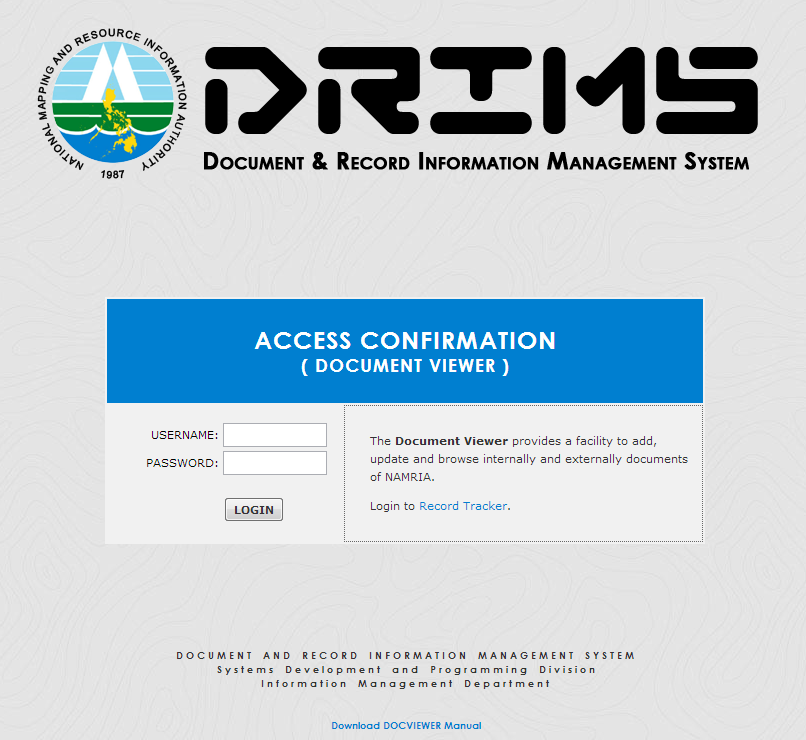 NATIONAL MAPPING AND RESOURCE INFORMATION AUTHORITY
1987
DRIMS
DOCUMENT & RECORD INFORMATION MANAGEMENT SYSTEM
ACCESS CONFIRMATION
( DOCUMENT VIEWER )
USERNAME:
PASSWORD:
LOGIN
The Document Viewer provides a facility to add,
update and browse internally and externally documents
of NAMRIA.
Login to Record Tracker.
DOCUMENT AND RECORD INFORMATION MANAGEMENT SYSTEM
Systems Development and Programming Division
Information Management Department
Download DOCVIEWER Manual